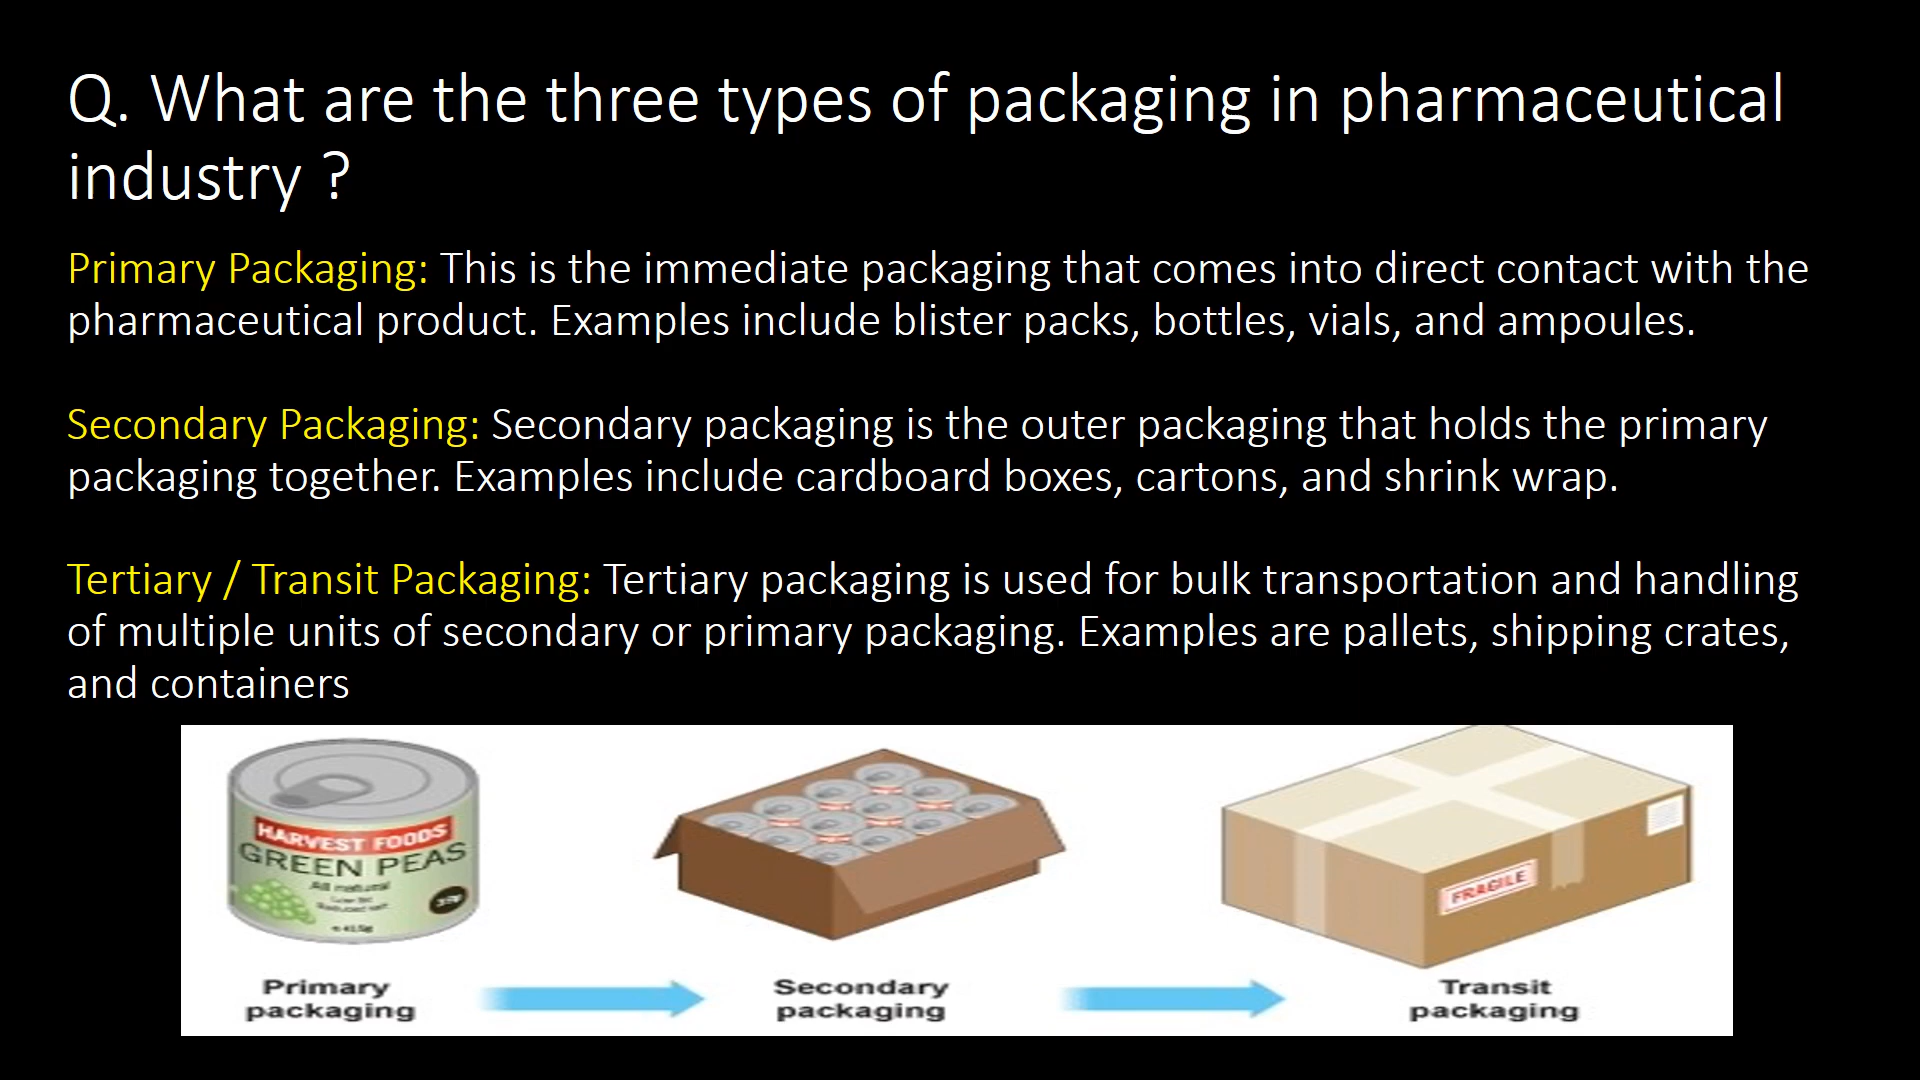 Q. What are the three types of packaging in pharmaceutical
industry ?
Primary Packaging: This is the immediate packaging that comes into direct contact with the
pharmaceutical product. Examples include blister packs, bottles, vials, and ampoules.
Secondary Packaging: Secondary packaging is the outer packaging that holds the primary
packaging together. Examples include cardboard boxes, cartons, and shrink wrap.
Tertiary / Transit Packaging: Tertiary packaging is used for bulk transportation and handling
of multiple units of secondary or primary packaging. Examples are pallets, shipping crates,
and containers
HARVEST FOODS
GREEN PEAS
All natural
FRAGILE
Primary
packaging
Secondary
packaging
Transit
packaging